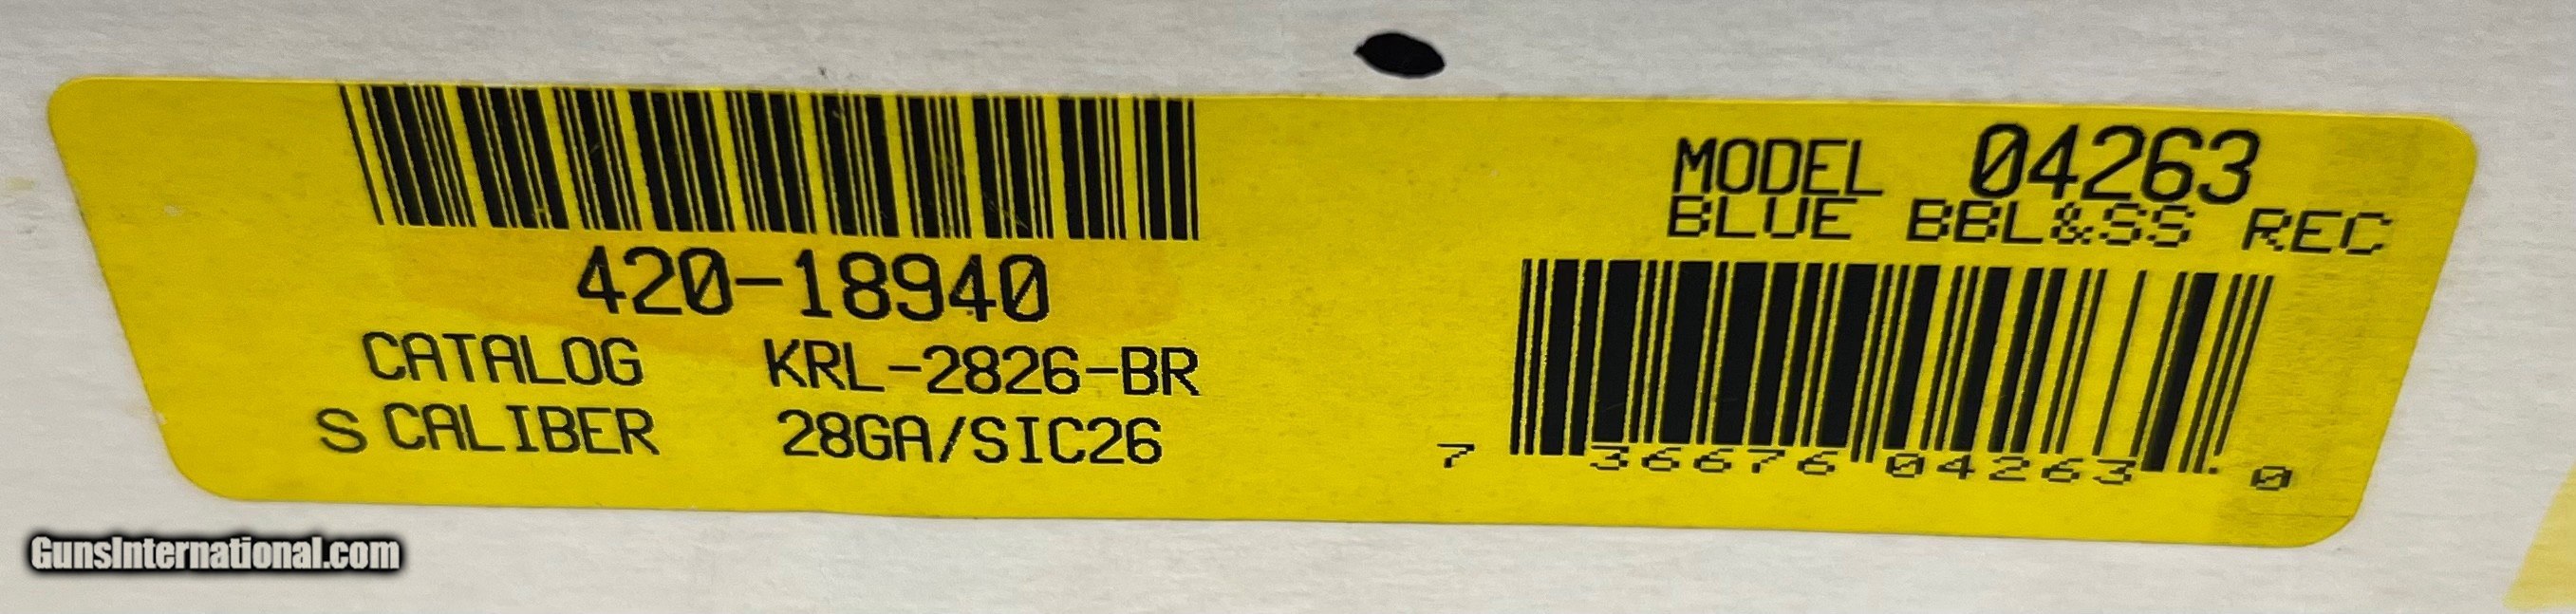 420-18940
CATALOG KRL-2826-BR
S CALIBER 28GA/SIC26
MODEL 04263
BLUE BBL&SS REC
7 36676 04263 0
GunsInternational.com